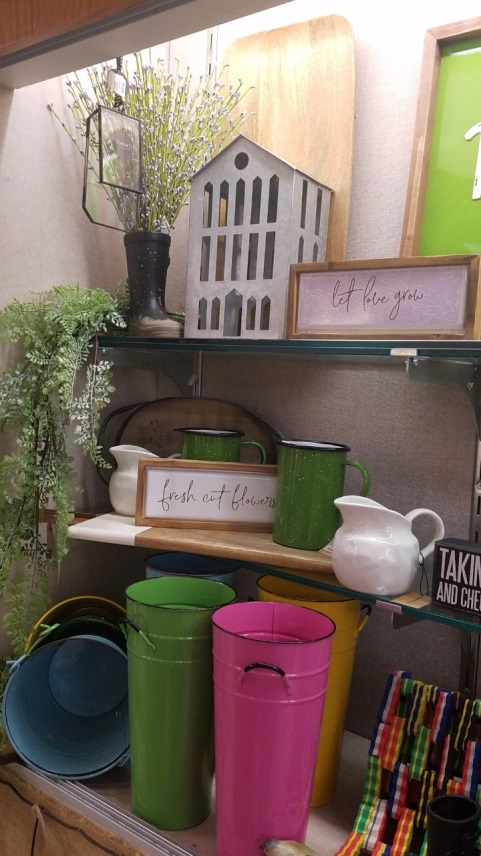 let love grow
fresh cut flowers
TAKIN
AND CHE